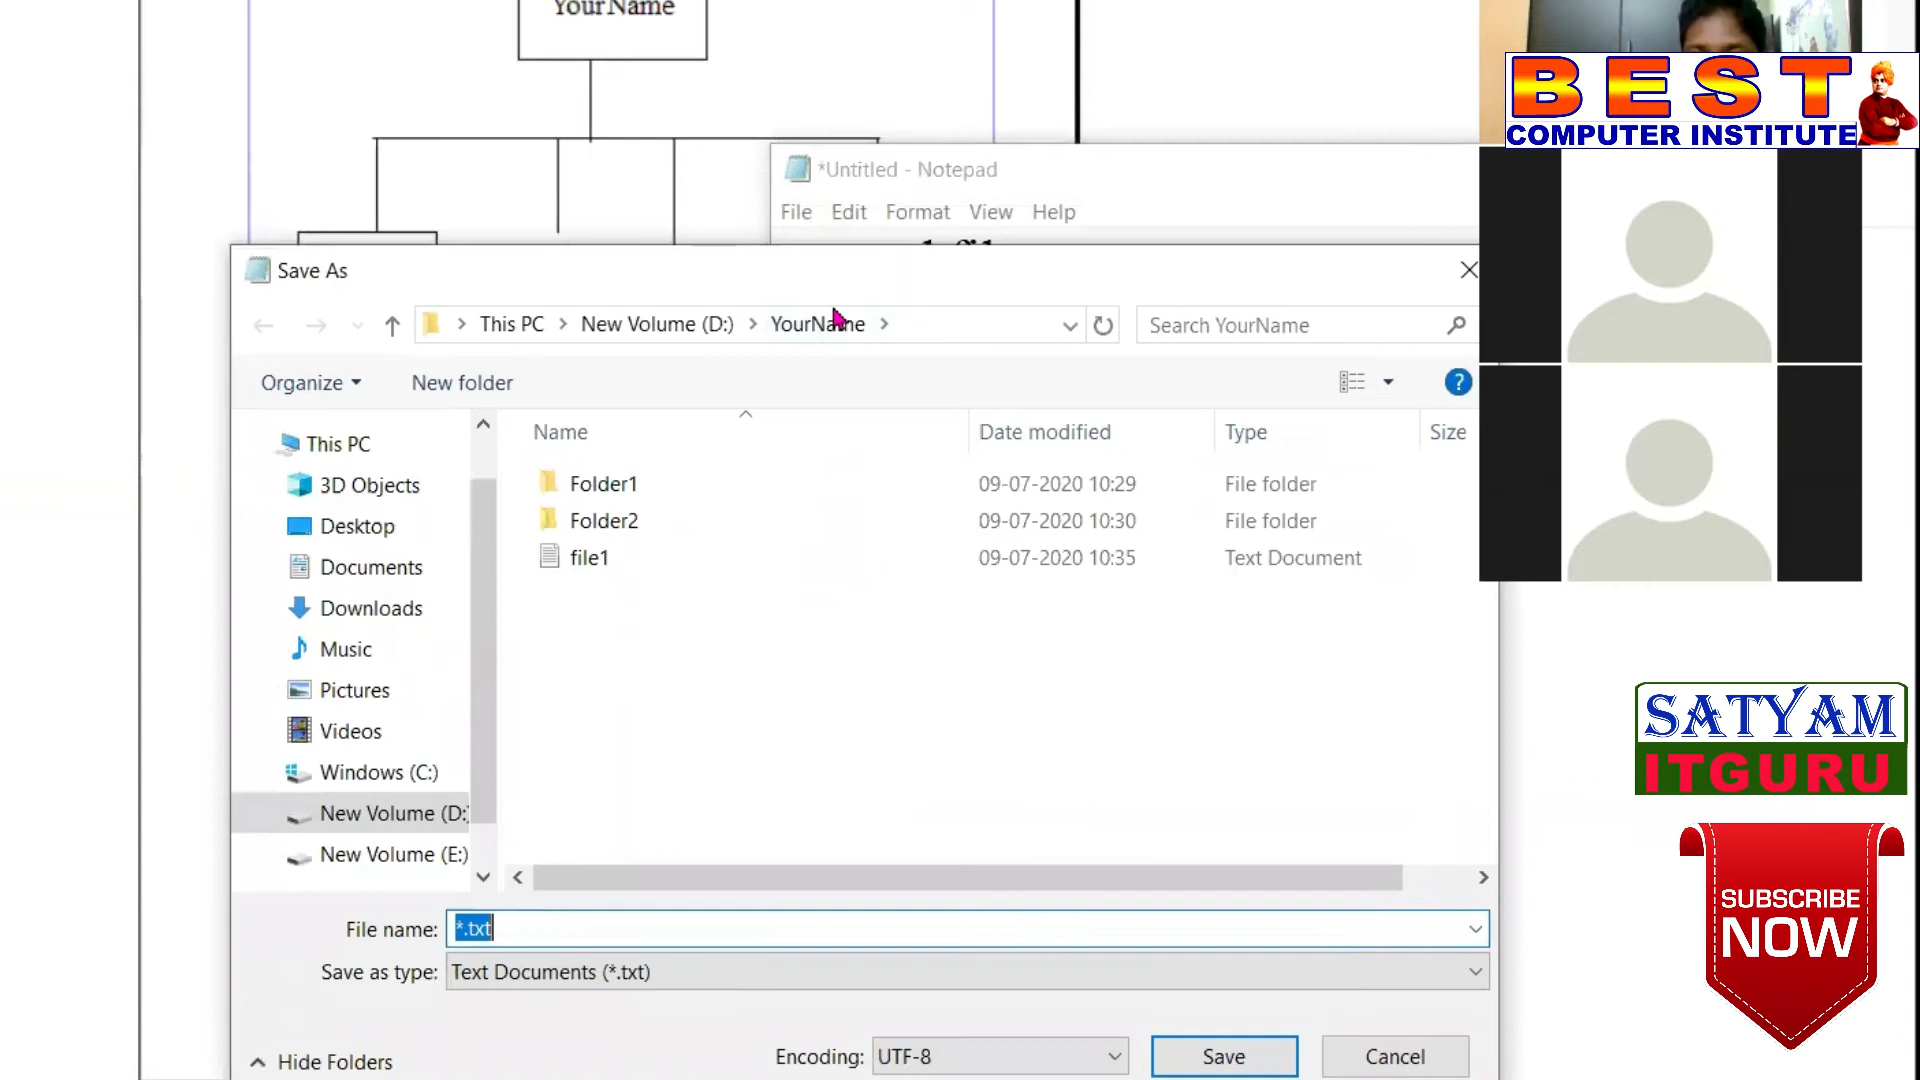 YourName
B E S T
COMPUTER INSTITUTE
*Untitled - Notepad
File Edit Format View Help
Save As
This PC New Volume (D:) YourName
Search YourName
Organize New folder
?
Name Date modified Type Size
This PC
3D Objects
Desktop
Documents
Downloads
Music
Pictures
Videos
Windows (C:)
New Volume (D:)
New Volume (E:)
Folder1 09-07-2020 10:29 File folder
Folder2 09-07-2020 10:30 File folder
file1 09-07-2020 10:35 Text Document
File name: *.txt
Save as type: Text Documents (*.txt)
Hide Folders
Encoding: UTF-8
Save Cancel
SATYAM
ITGURU
SUBSCRIBE
NOW